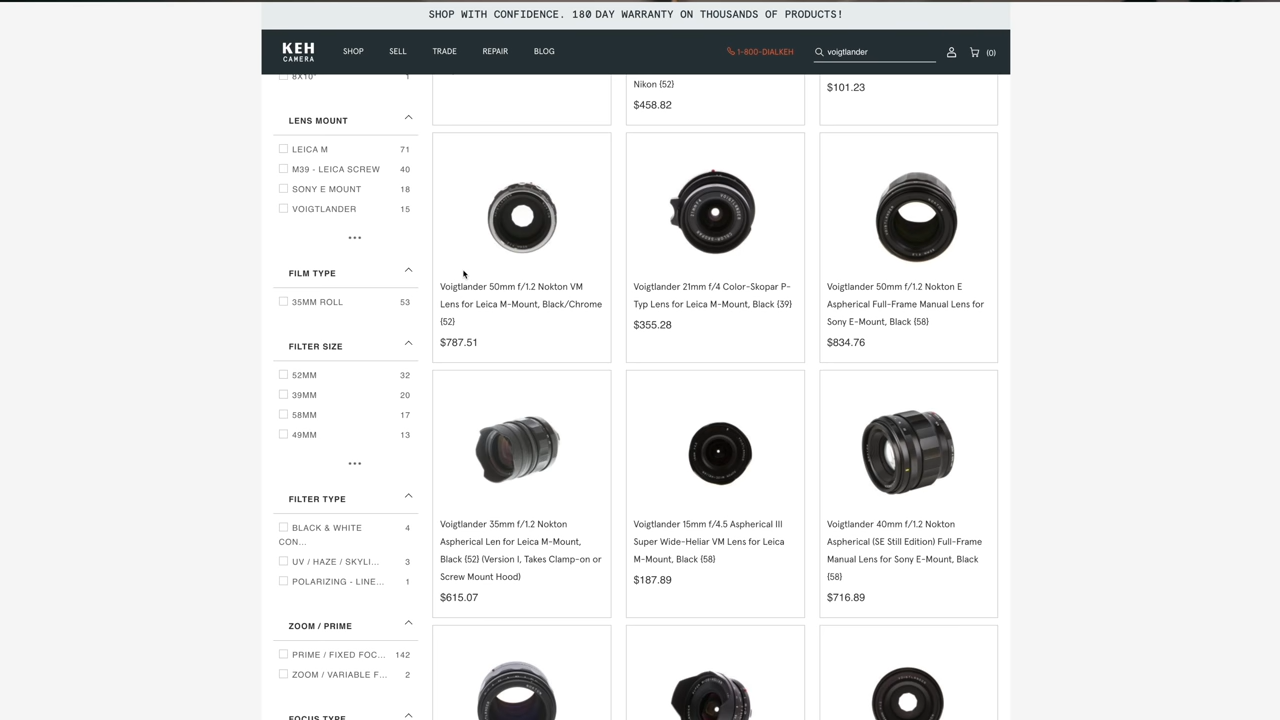 SHOP WITH CONFIDENCE. 180 DAY WARRANTY ON THOUSANDS OF PRODUCTS!
KEH
CAMERA
SHOP
SELL
TRADE
REPAIR
BLOG
1-800-DIALKEH
voigtlander
(0)
8X10" 1
LENS MOUNT
LEICA M 71
M39 - LEICA SCREW 40
SONY E MOUNT 18
VOIGTLANDER 15
•••
FILM TYPE
35MM ROLL 53
FILTER SIZE
52MM 32
39MM 20
58MM 17
49MM 13
•••
FILTER TYPE
BLACK & WHITE 4
CON...
UV / HAZE / SKYLI... 3
POLARIZING - LINE... 1
ZOOM / PRIME
PRIME / FIXED FOC... 142
ZOOM / VARIABLE F... 2
FOCUS TYPE
Nikon {52}
$458.82
$101.23
Voigtlander 50mm f/1.2 Nokton VM
Lens for Leica M-Mount, Black/Chrome
{52}
$787.51
Voigtlander 21mm f/4 Color-Skopar P-
Typ Lens for Leica M-Mount, Black {39}
$355.28
Voigtlander 50mm f/1.2 Nokton E
Aspherical Full-Frame Manual Lens for
Sony E-Mount, Black {58}
$834.76
Voigtlander 35mm f/1.2 Nokton
Aspherical Len for Leica M-Mount,
Black {52} (Version I, Takes Clamp-on or
Screw Mount Hood)
$615.07
Voigtlander 15mm f/4.5 Aspherical III
Super Wide-Heliar VM Lens for Leica
M-Mount, Black {58}
$187.89
Voigtlander 40mm f/1.2 Nokton
Aspherical (SE Still Edition) Full-Frame
Manual Lens for Sony E-Mount, Black
{58}
$716.89